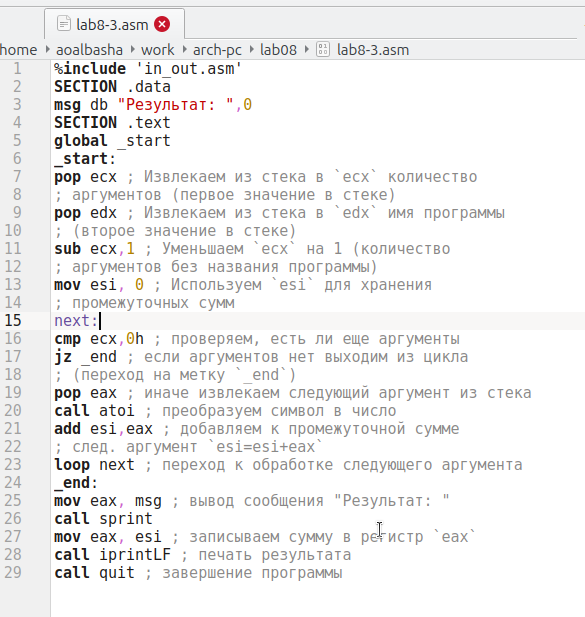 lab8-3.asm
home aoalbasha work arch-pc lab08 lab8-3.asm
1 %include 'in_out.asm'
2 SECTION .data
3 msg db "Результат: ",0
4 SECTION .text
5 global _start
6 _start:
7 pop ecx ; Извлекаем из стека в `ecx` количество
8 ; аргументов (первое значение в стеке)
9 pop edx ; Извлекаем из стека в `edx` имя программы
10 ; (второе значение в стеке)
11 sub ecx,1 ; Уменьшаем `ecx` на 1 (количество
12 ; аргументов без названия программы)
13 mov esi, 0 ; Используем `esi` для хранения
14 ; промежуточных сумм
15 next:
16 cmp ecx,0h ; проверяем, есть ли еще аргументы
17 jz _end ; если аргументов нет выходим из цикла
18 ; (переход на метку `_end`)
19 pop eax ; иначе извлекаем следующий аргумент из стека
20 call atoi ; преобразуем символ в число
21 add esi,eax ; добавляем к промежуточной сумме
22 ; след. аргумент `esi=esi+eax`
23 loop next ; переход к обработке следующего аргумента
24 _end:
25 mov eax, msg ; вывод сообщения "Результат: "
26 call sprint
27 mov eax, esi ; записываем сумму в регистр `eax`
28 call iprintLF ; печать результата
29 call quit ; завершение программы